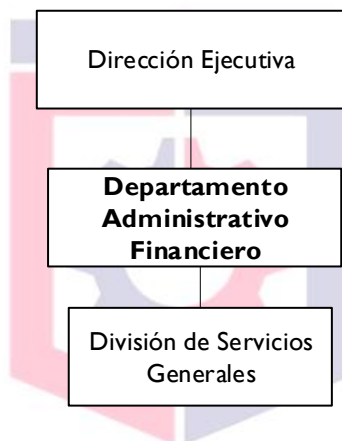 Dirección Ejecutiva
Departamento
Administrativo
Financiero
División de Servicios
Generales